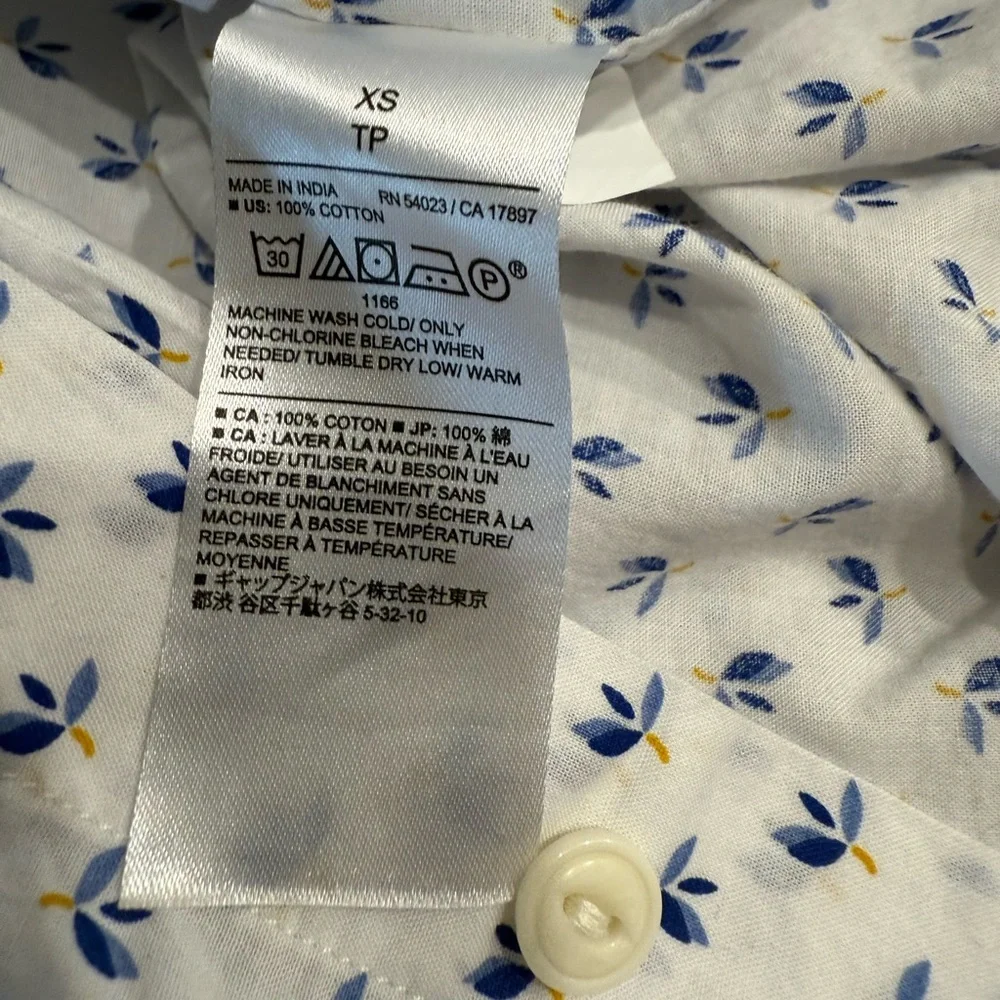 XS
TP
MADE IN INDIA RN 54023 / CA 17897
■ US: 100% COTTON
30 P®
1166
MACHINE WASH COLD/ ONLY
NON-CHLORINE BLEACH WHEN
NEEDED/ TUMBLE DRY LOW/ WARM
IRON
■ CA : 100% COTON ■ JP: 100% 綿
■ CA : LAVER À LA MACHINE À L'EAU
FROIDE/ UTILISER AU BESOIN UN
AGENT DE BLANCHIMENT SANS
CHLORE UNIQUEMENT/ SÉCHER À LA
MACHINE À BASSE TEMPÉRATURE/
REPASSER À TEMPÉRATURE
MOYENNE
■ ギャップジャパン株式会社東京
都渋 谷区千駄ヶ谷 5-32-10